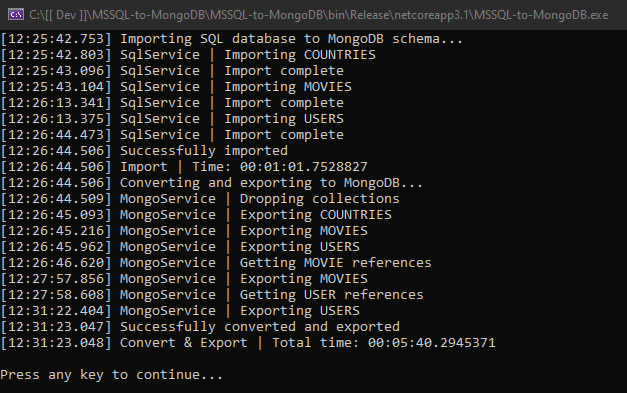 C:\[[ Dev ]]\MSSQL-to-MongoDB\MSSQL-to-MongoDB\bin\Release\netcoreapp3.1\MSSQL-to-MongoDB.exe
[12:25:42.753] Importing SQL database to MongoDB schema...
[12:25:42.803] SqlService | Importing COUNTRIES
[12:25:43.096] SqlService | Import complete
[12:25:43.104] SqlService | Importing MOVIES
[12:26:13.341] SqlService | Import complete
[12:26:13.375] SqlService | Importing USERS
[12:26:44.473] SqlService | Import complete
[12:26:44.506] Successfully imported
[12:26:44.506] Import | Time: 00:01:01.7528827
[12:26:44.506] Converting and exporting to MongoDB...
[12:26:44.509] MongoService | Dropping collections
[12:26:45.093] MongoService | Exporting COUNTRIES
[12:26:45.216] MongoService | Exporting MOVIES
[12:26:45.962] MongoService | Exporting USERS
[12:26:46.620] MongoService | Getting MOVIE references
[12:27:57.856] MongoService | Exporting MOVIES
[12:27:58.608] MongoService | Getting USER references
[12:31:22.404] MongoService | Exporting USERS
[12:31:23.047] Successfully converted and exported
[12:31:23.048] Convert & Export | Total time: 00:05:40.2945371
Press any key to continue...